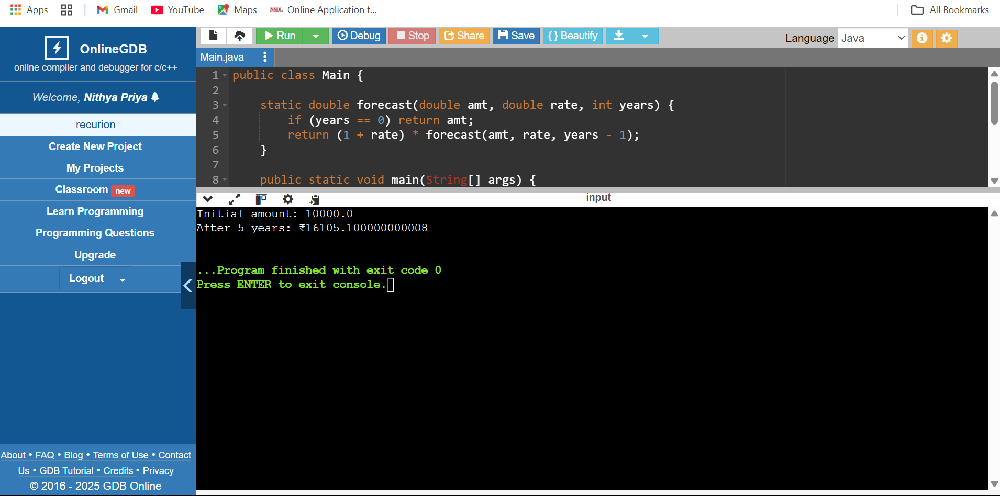 Apps Gmail YouTube Maps NSDL Online Application f... All Bookmarks
OnlineGDB
online compiler and debugger for c/c++
Welcome, Nithya Priya
recurion
Create New Project
My Projects
Classroom new
Learn Programming
Programming Questions
Upgrade
Logout
About • FAQ • Blog • Terms of Use • Contact
Us • GDB Tutorial • Credits • Privacy
© 2016 - 2025 GDB Online
Run Debug Stop Share Save { } Beautify Language Java
Main.java
1 public class Main {
2
3     static double forecast(double amt, double rate, int years) {
4         if (years == 0) return amt;
5         return (1 + rate) * forecast(amt, rate, years - 1);
6     }
7
8     public static void main(String[] args) {
input
Initial amount: 10000.0
After 5 years: ₹16105.100000000008
...Program finished with exit code 0
Press ENTER to exit console.